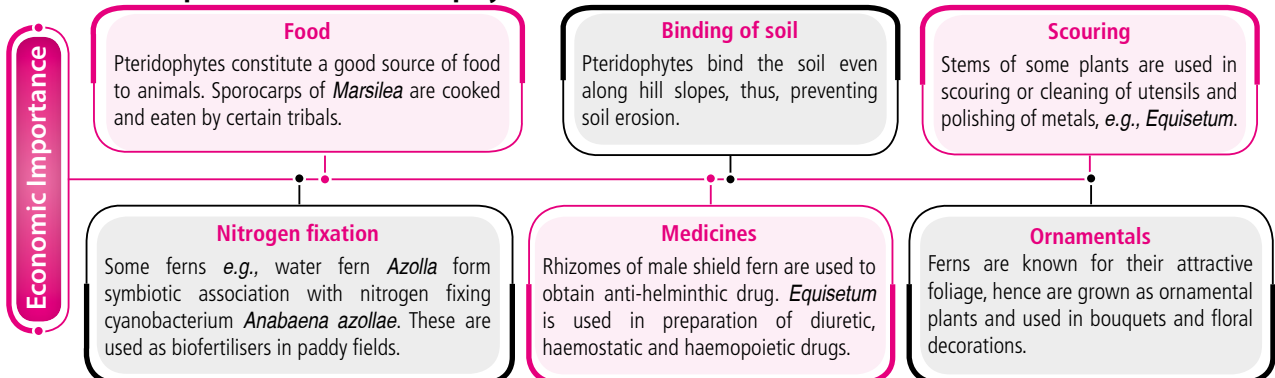 Economic Importance
Food
Pteridophytes constitute a good source of food
to animals. Sporocarps of Marsilea are cooked
and eaten by certain tribals.
Binding of soil
Pteridophytes bind the soil even
along hill slopes, thus, preventing
soil erosion.
Scouring
Stems of some plants are used in
scouring or cleaning of utensils and
polishing of metals, e.g., Equisetum.
Nitrogen fixation
Some ferns e.g., water fern Azolla form
symbiotic association with nitrogen fixing
cyanobacterium Anabaena azollae. These are
used as biofertilisers in paddy fields.
Medicines
Rhizomes of male shield fern are used to
obtain anti-helminthic drug. Equisetum
is used in preparation of diuretic,
haemostatic and haemopoietic drugs.
Ornamentals
Ferns are known for their attractive
foliage, hence are grown as ornamental
plants and used in bouquets and floral
decorations.